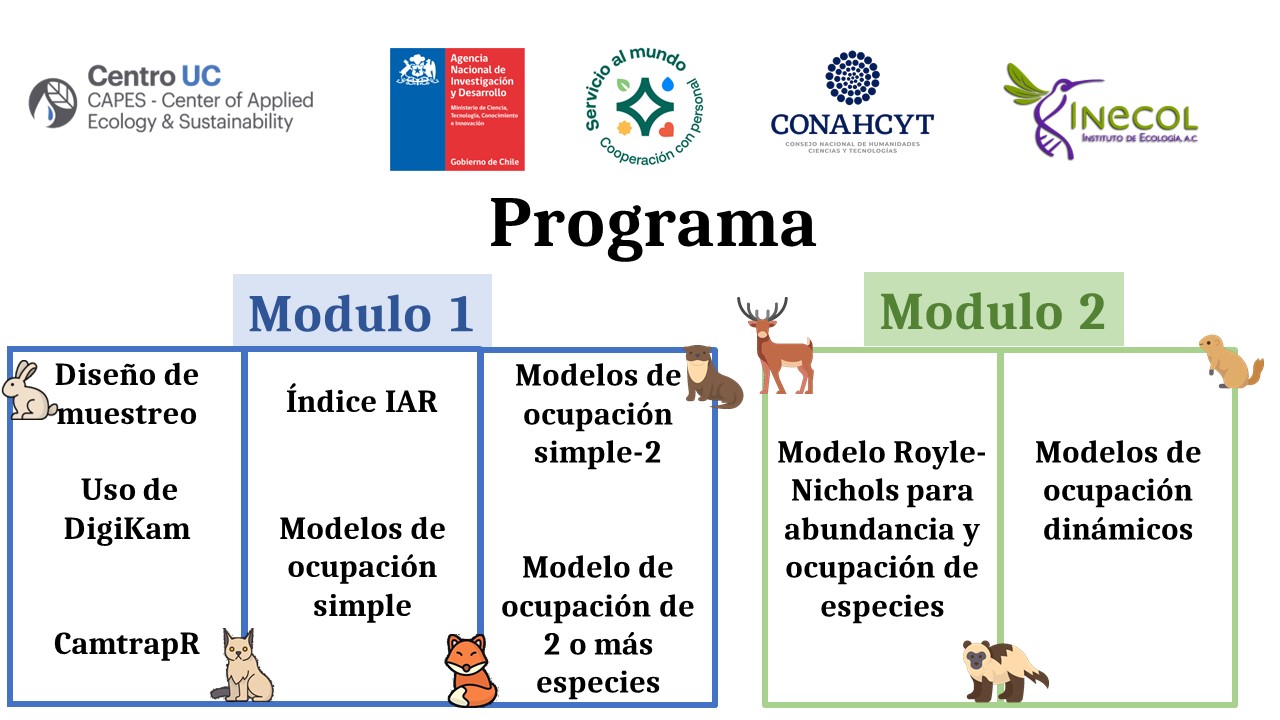 Centro UC
CAPES - Center of Applied
Ecology & Sustainability
Agencia
Nacional de
Investigación
y Desarrollo
Ministerio de Ciencia,
Tecnología, Conocimiento
e Innovación
Gobierno de Chile
Servicio al mundo
Cooperación con personal
CONAHCYT
CONSEJO NACIONAL DE HUMANIDADES
CIENCIAS Y TECNOLOGÍAS
INECOL
INSTITUTO DE ECOLOGÍA, A.C.
Programa
Modulo 1
Modulo 2
Diseño de
muestreo
Uso de
DigiKam
CamtrapR
Índice IAR
Modelos de
ocupación
simple
Modelos de
ocupación
simple-2
Modelo de
ocupación de
2 o más
especies
Modelo Royle-
Nichols para
abundancia y
ocupación de
especies
Modelos de
ocupación
dinámicos